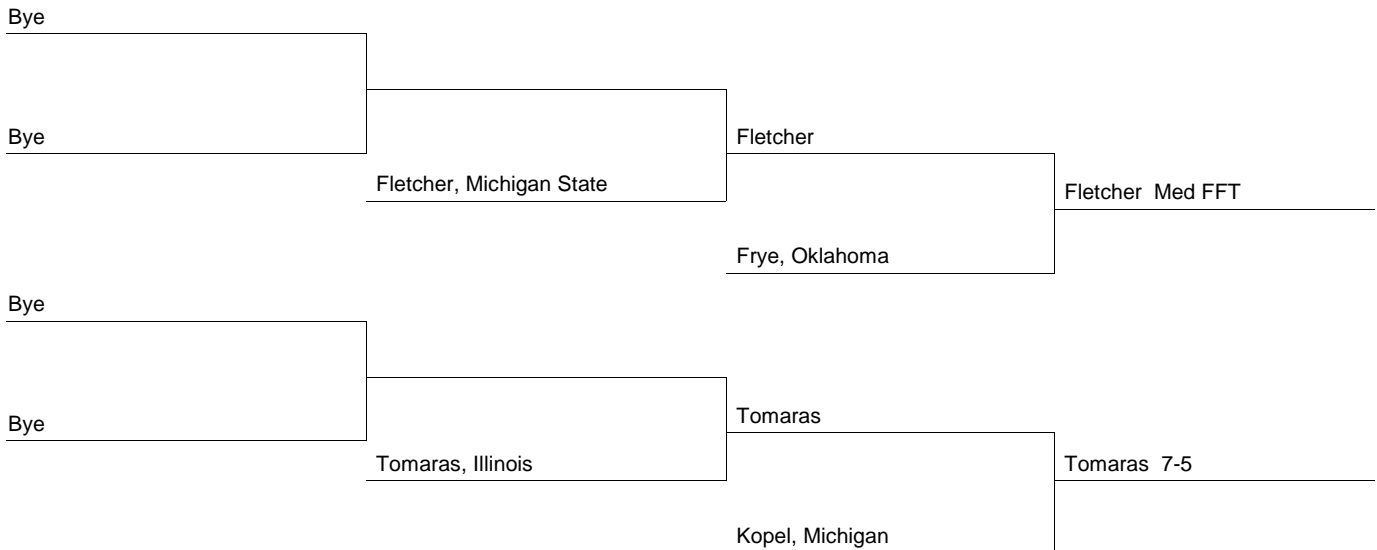 Bye
Bye
Fletcher
Fletcher, Michigan State
Fletcher  Med FFT
Frye, Oklahoma
Bye
Bye
Tomaras
Tomaras, Illinois
Tomaras  7-5
Kopel, Michigan